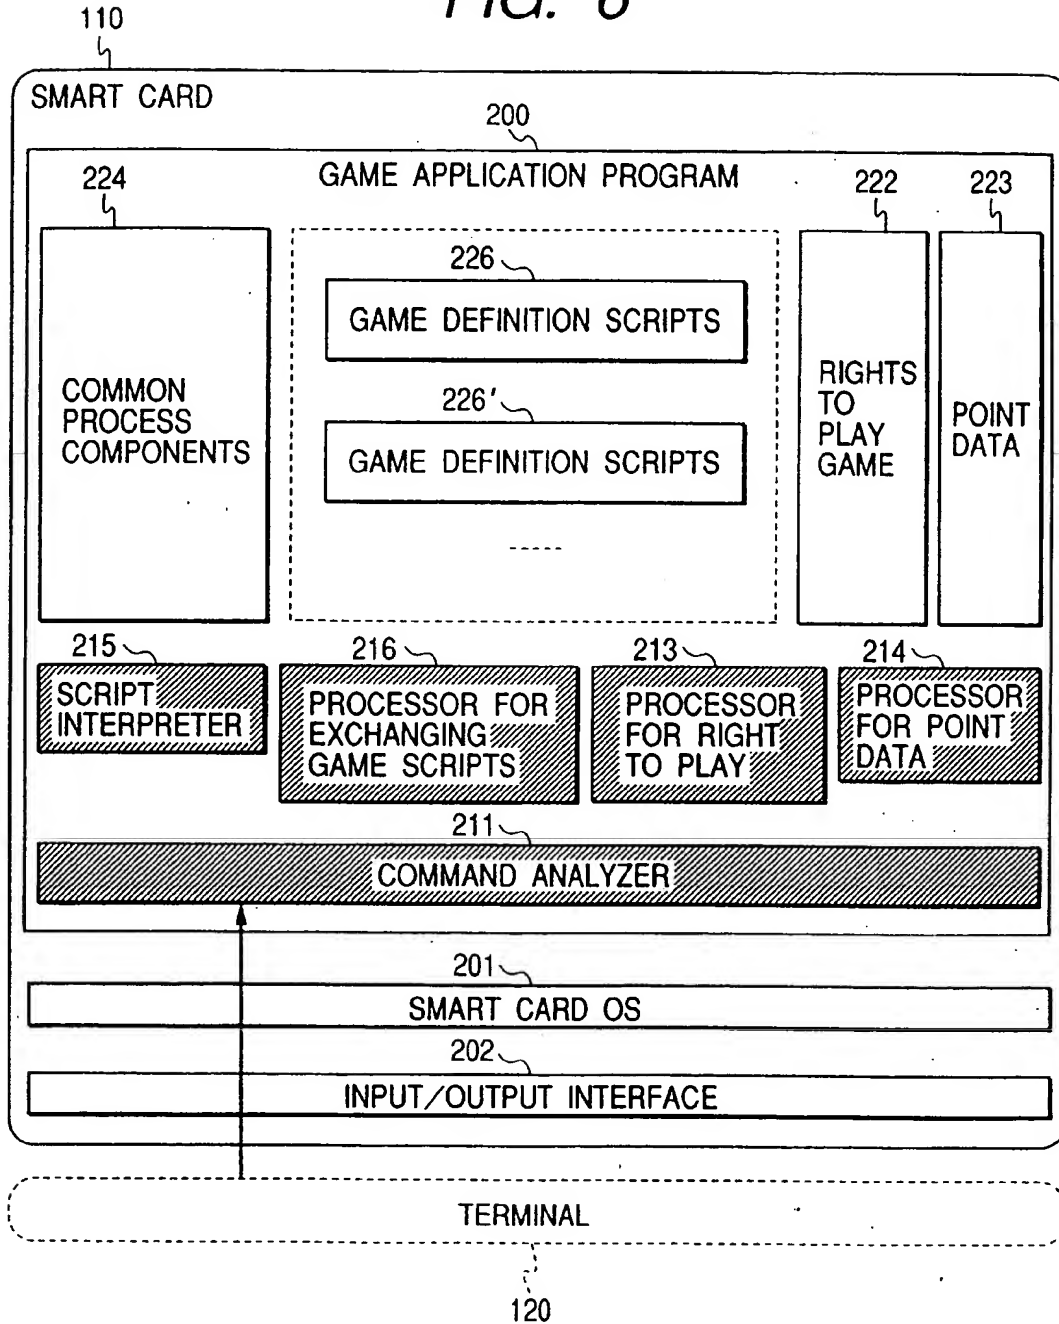 FIG. 6
110
SMART CARD
200
GAME APPLICATION PROGRAM
224
222
223
COMMON
PROCESS
COMPONENTS
226
GAME DEFINITION SCRIPTS
226′
GAME DEFINITION SCRIPTS
RIGHTS
TO
PLAY
GAME
POINT
DATA
215
SCRIPT
INTERPRETER
216
PROCESSOR FOR
EXCHANGING
GAME SCRIPTS
213
PROCESSOR
FOR RIGHT
TO PLAY
214
PROCESSOR
FOR POINT
DATA
211
COMMAND ANALYZER
201
SMART CARD OS
202
INPUT/OUTPUT INTERFACE
TERMINAL
120